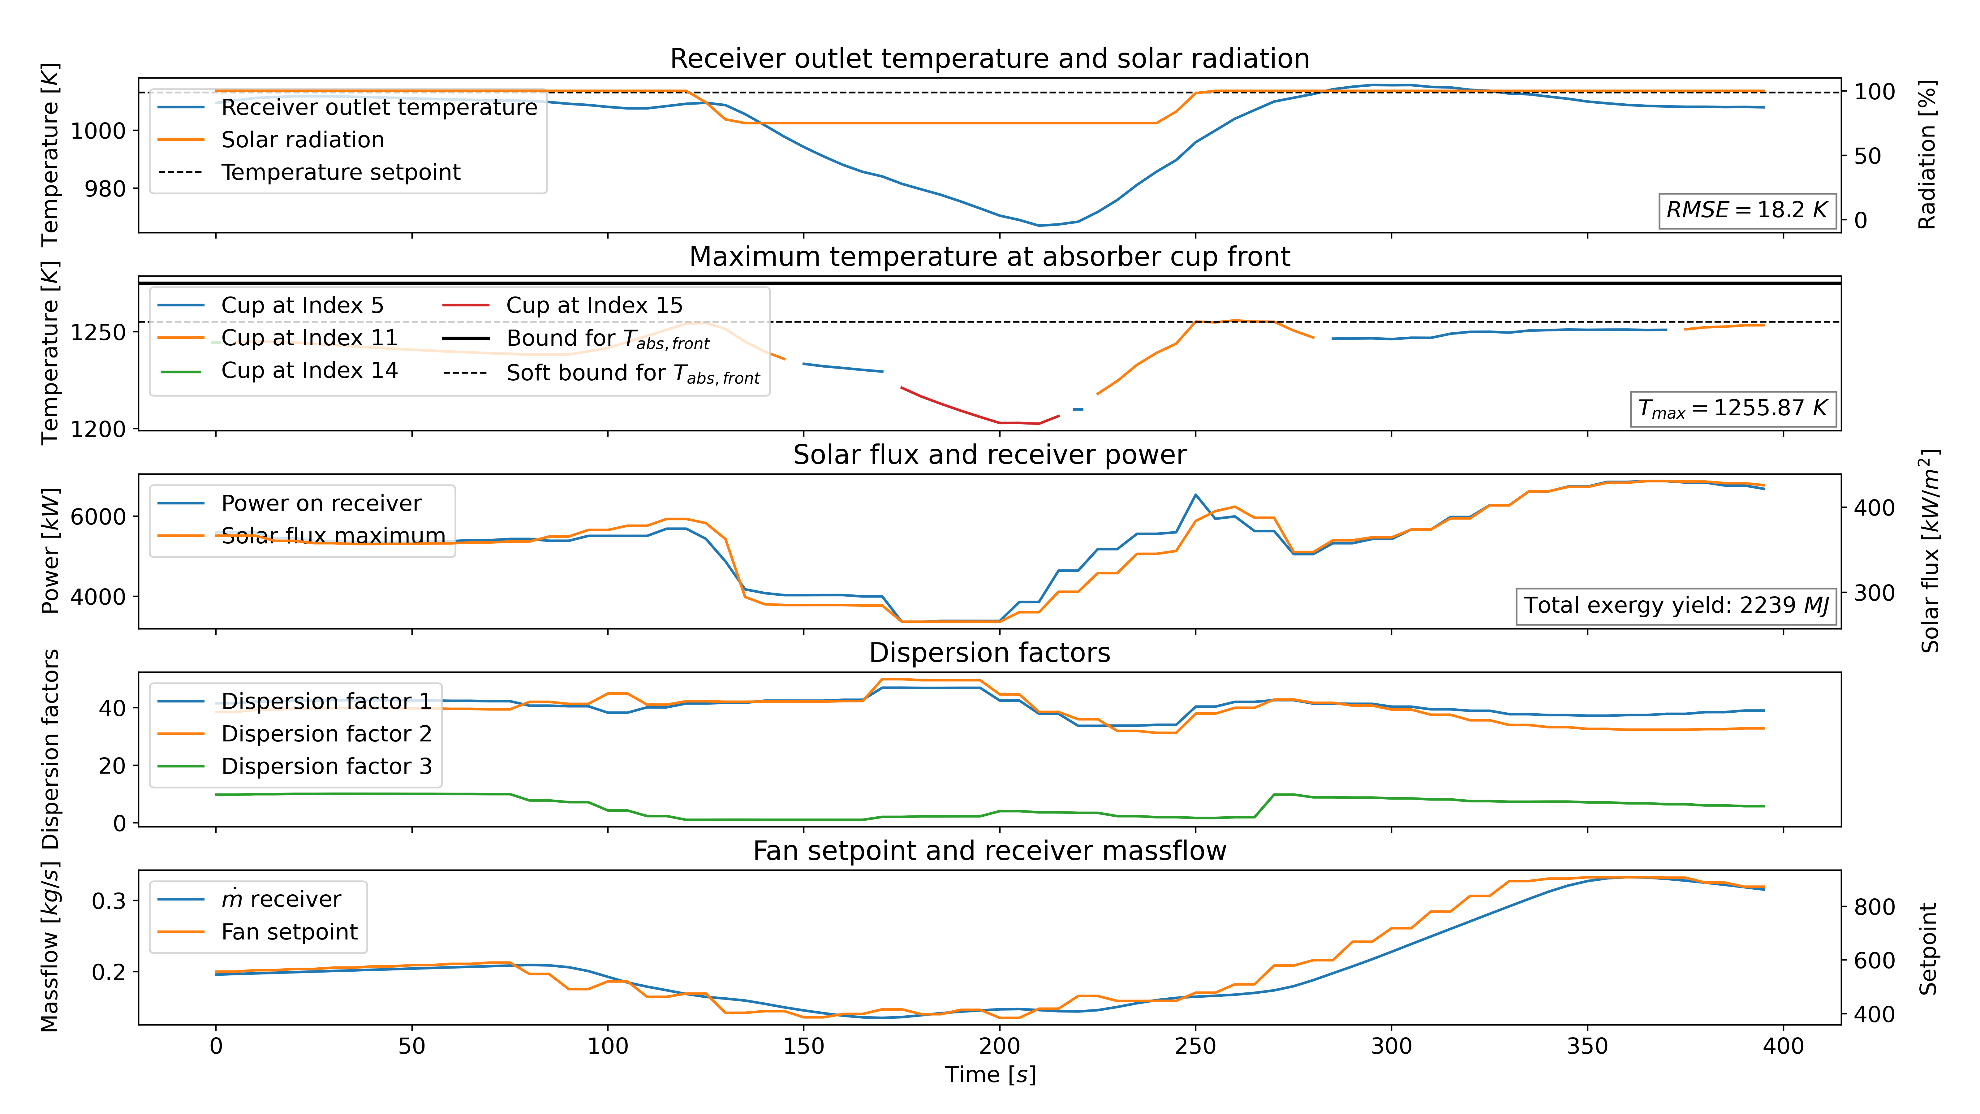 Receiver outlet temperature and solar radiation
Temperature [K]
1000
980
Receiver outlet temperature
Solar radiation
Temperature setpoint
RMSE = 18.2 K
100
50
0
Radiation [%]
Maximum temperature at absorber cup front
Temperature [K]
1250
1200
Cup at Index 5
Cup at Index 11
Cup at Index 14
Cup at Index 15
Bound for T_abs,front
Soft bound for T_abs,front
T_max = 1255.87 K
Solar flux and receiver power
Power [kW]
6000
4000
Power on receiver
Solar flux maximum
Total exergy yield: 2239 MJ
400
300
Solar flux [kW/m²]
Dispersion factors
Dispersion factors
40
20
0
Dispersion factor 1
Dispersion factor 2
Dispersion factor 3
Fan setpoint and receiver massflow
Massflow [kg/s]
0.3
0.2
ṁ receiver
Fan setpoint
800
600
400
Setpoint
0 50 100 150 200 250 300 350 400
Time [s]